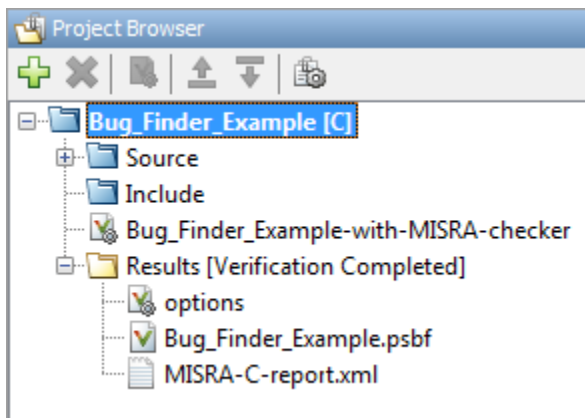 Project Browser
Bug_Finder_Example [C]
Source
Include
Bug_Finder_Example-with-MISRA-checker
Results [Verification Completed]
options
Bug_Finder_Example.psbf
MISRA-C-report.xml